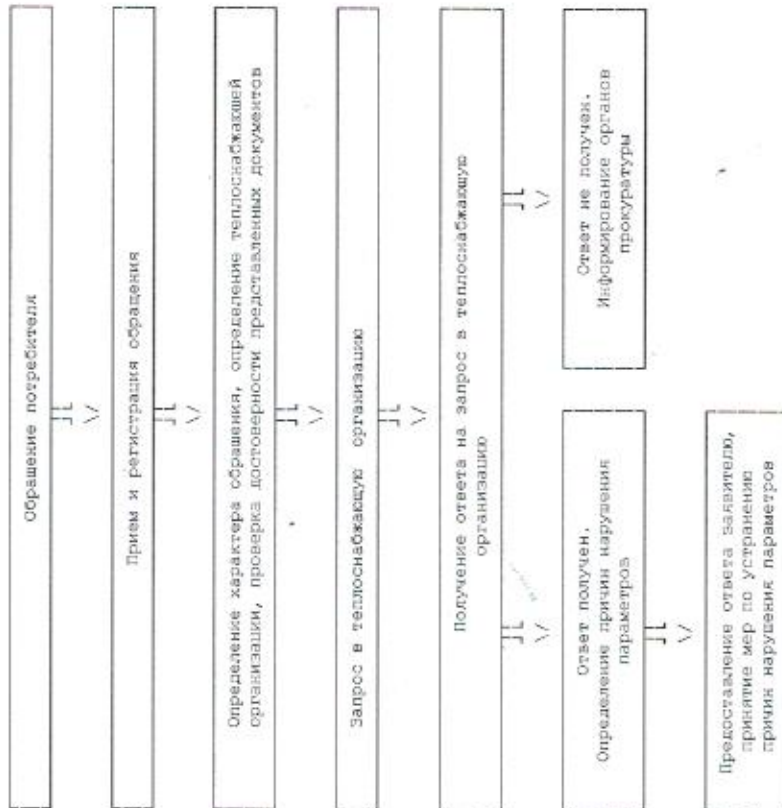 Обращение потребителя
Прием и регистрация обращения
Определение характера обращения, определение теплоснабжающей
организации, проверка достоверности представленных документов
Запрос в теплоснабжающую организацию
Получение ответа на запрос в теплоснабжающую
организацию
Ответ получен.
Определение причин нарушения
параметров
Ответ не получен.
Информирование органов
прокуратуры
Предоставление ответа заявителю,
принятие мер по устранению
причин нарушения параметров